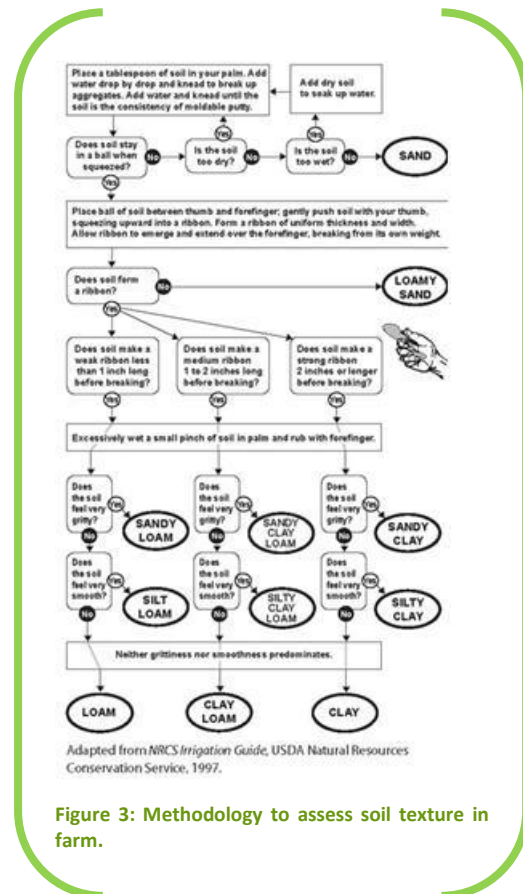 Place a tablespoon of soil in your palm. Add
water drop by drop and knead to break up
aggregates. Add water and knead until the
soil is the consistency of moldable putty.
Add dry soil
to soak up water.
Yes
Yes
Does soil stay
in a ball when
squeezed?
No
Is the soil
too dry?
No
Is the soil
too wet?
No
SAND
Yes
Place ball of soil between thumb and forefinger; gently push soil with your thumb,
squeezing upward into a ribbon. Form a ribbon of uniform thickness and width.
Allow ribbon to emerge and extend over the forefinger, breaking from its own weight.
Does soil form
a ribbon?
No
LOAMY
SAND
Yes
Does soil make a
weak ribbon less
than 1 inch long
before breaking?
Does soil make a
medium ribbon
1 to 2 inches long
before breaking?
Does soil make a
strong ribbon
2 inches or longer
before breaking?
Yes
Yes
Yes
Excessively wet a small pinch of soil in palm and rub with forefinger.
Does
the soil
feel very
gritty?
Yes
SANDY
LOAM
Does
the soil
feel very
gritty?
Yes
SANDY
CLAY
LOAM
Does
the soil
feel very
gritty?
Yes
SANDY
CLAY
No
No
No
Does
the soil
feel very
smooth?
Yes
SILT
LOAM
Does
the soil
feel very
smooth?
Yes
SILTY
CLAY
LOAM
Does
the soil
feel very
smooth?
Yes
SILTY
CLAY
No
No
No
Neither grittiness nor smoothness predominates.
LOAM
CLAY
LOAM
CLAY
Adapted from NRCS Irrigation Guide, USDA Natural Resources
Conservation Service, 1997.
Figure 3: Methodology to assess soil texture in
farm.